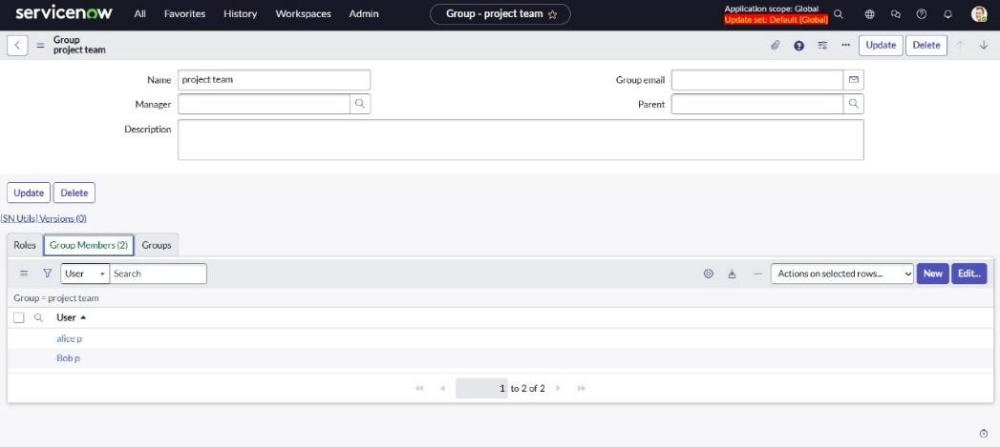 servicenow All Favorites History Workspaces Admin Group - project team Application scope: Global
Update set: Default [Global]
Group
project team
Update Delete
Name project team Group email
Manager Parent
Description
Update Delete
[SN Utils] Versions (0)
Roles Group Members (2) Groups
User Search Actions on selected rows... New Edit...
Group = project team
User
alice p
Bob p
1 to 2 of 2